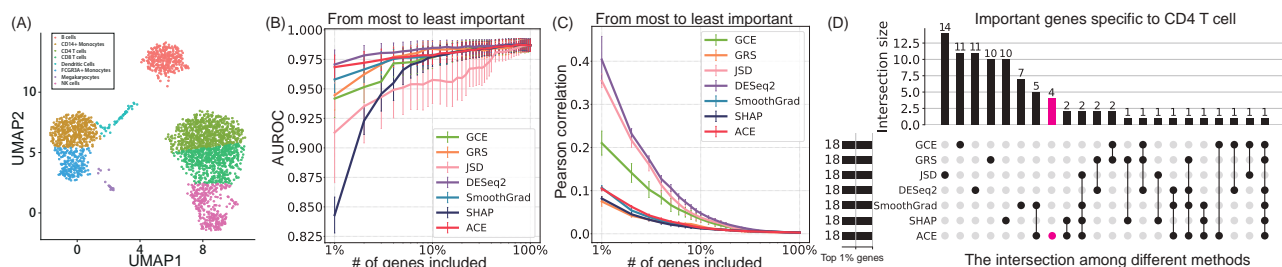 (A)
B cells
CD14+ Monocytes
CD4 T cells
CD8 T cells
Dendritic Cells
FCGR3A+ Monocytes
Megakaryocytes
NK cells
UMAP2
10
5
0
0
4
8
UMAP1
(B)
From most to least important
AUROC
1.000
0.975
0.950
0.925
0.900
0.875
0.850
0.825
GCE
GRS
JSD
DESeq2
SmoothGrad
SHAP
ACE
1%
10%
100%
# of genes included
(C)
From most to least important
Pearson correlation
0.4
0.3
0.2
0.1
0.0
GCE
GRS
JSD
DESeq2
SmoothGrad
SHAP
ACE
1%
10%
100%
# of genes included
(D)
Important genes specific to CD4 T cell
Intersection size
12.5
10.0
7.5
5.0
2.5
0.0
14 11 11 10 10 7 5 4 2 2 2 2 1 1 1 1 1 1 1 1 1 1
18 GCE
18 GRS
18 JSD
18 DESeq2
18 SmoothGrad
18 SHAP
18 ACE
Top 1% genes
The intersection among different methods